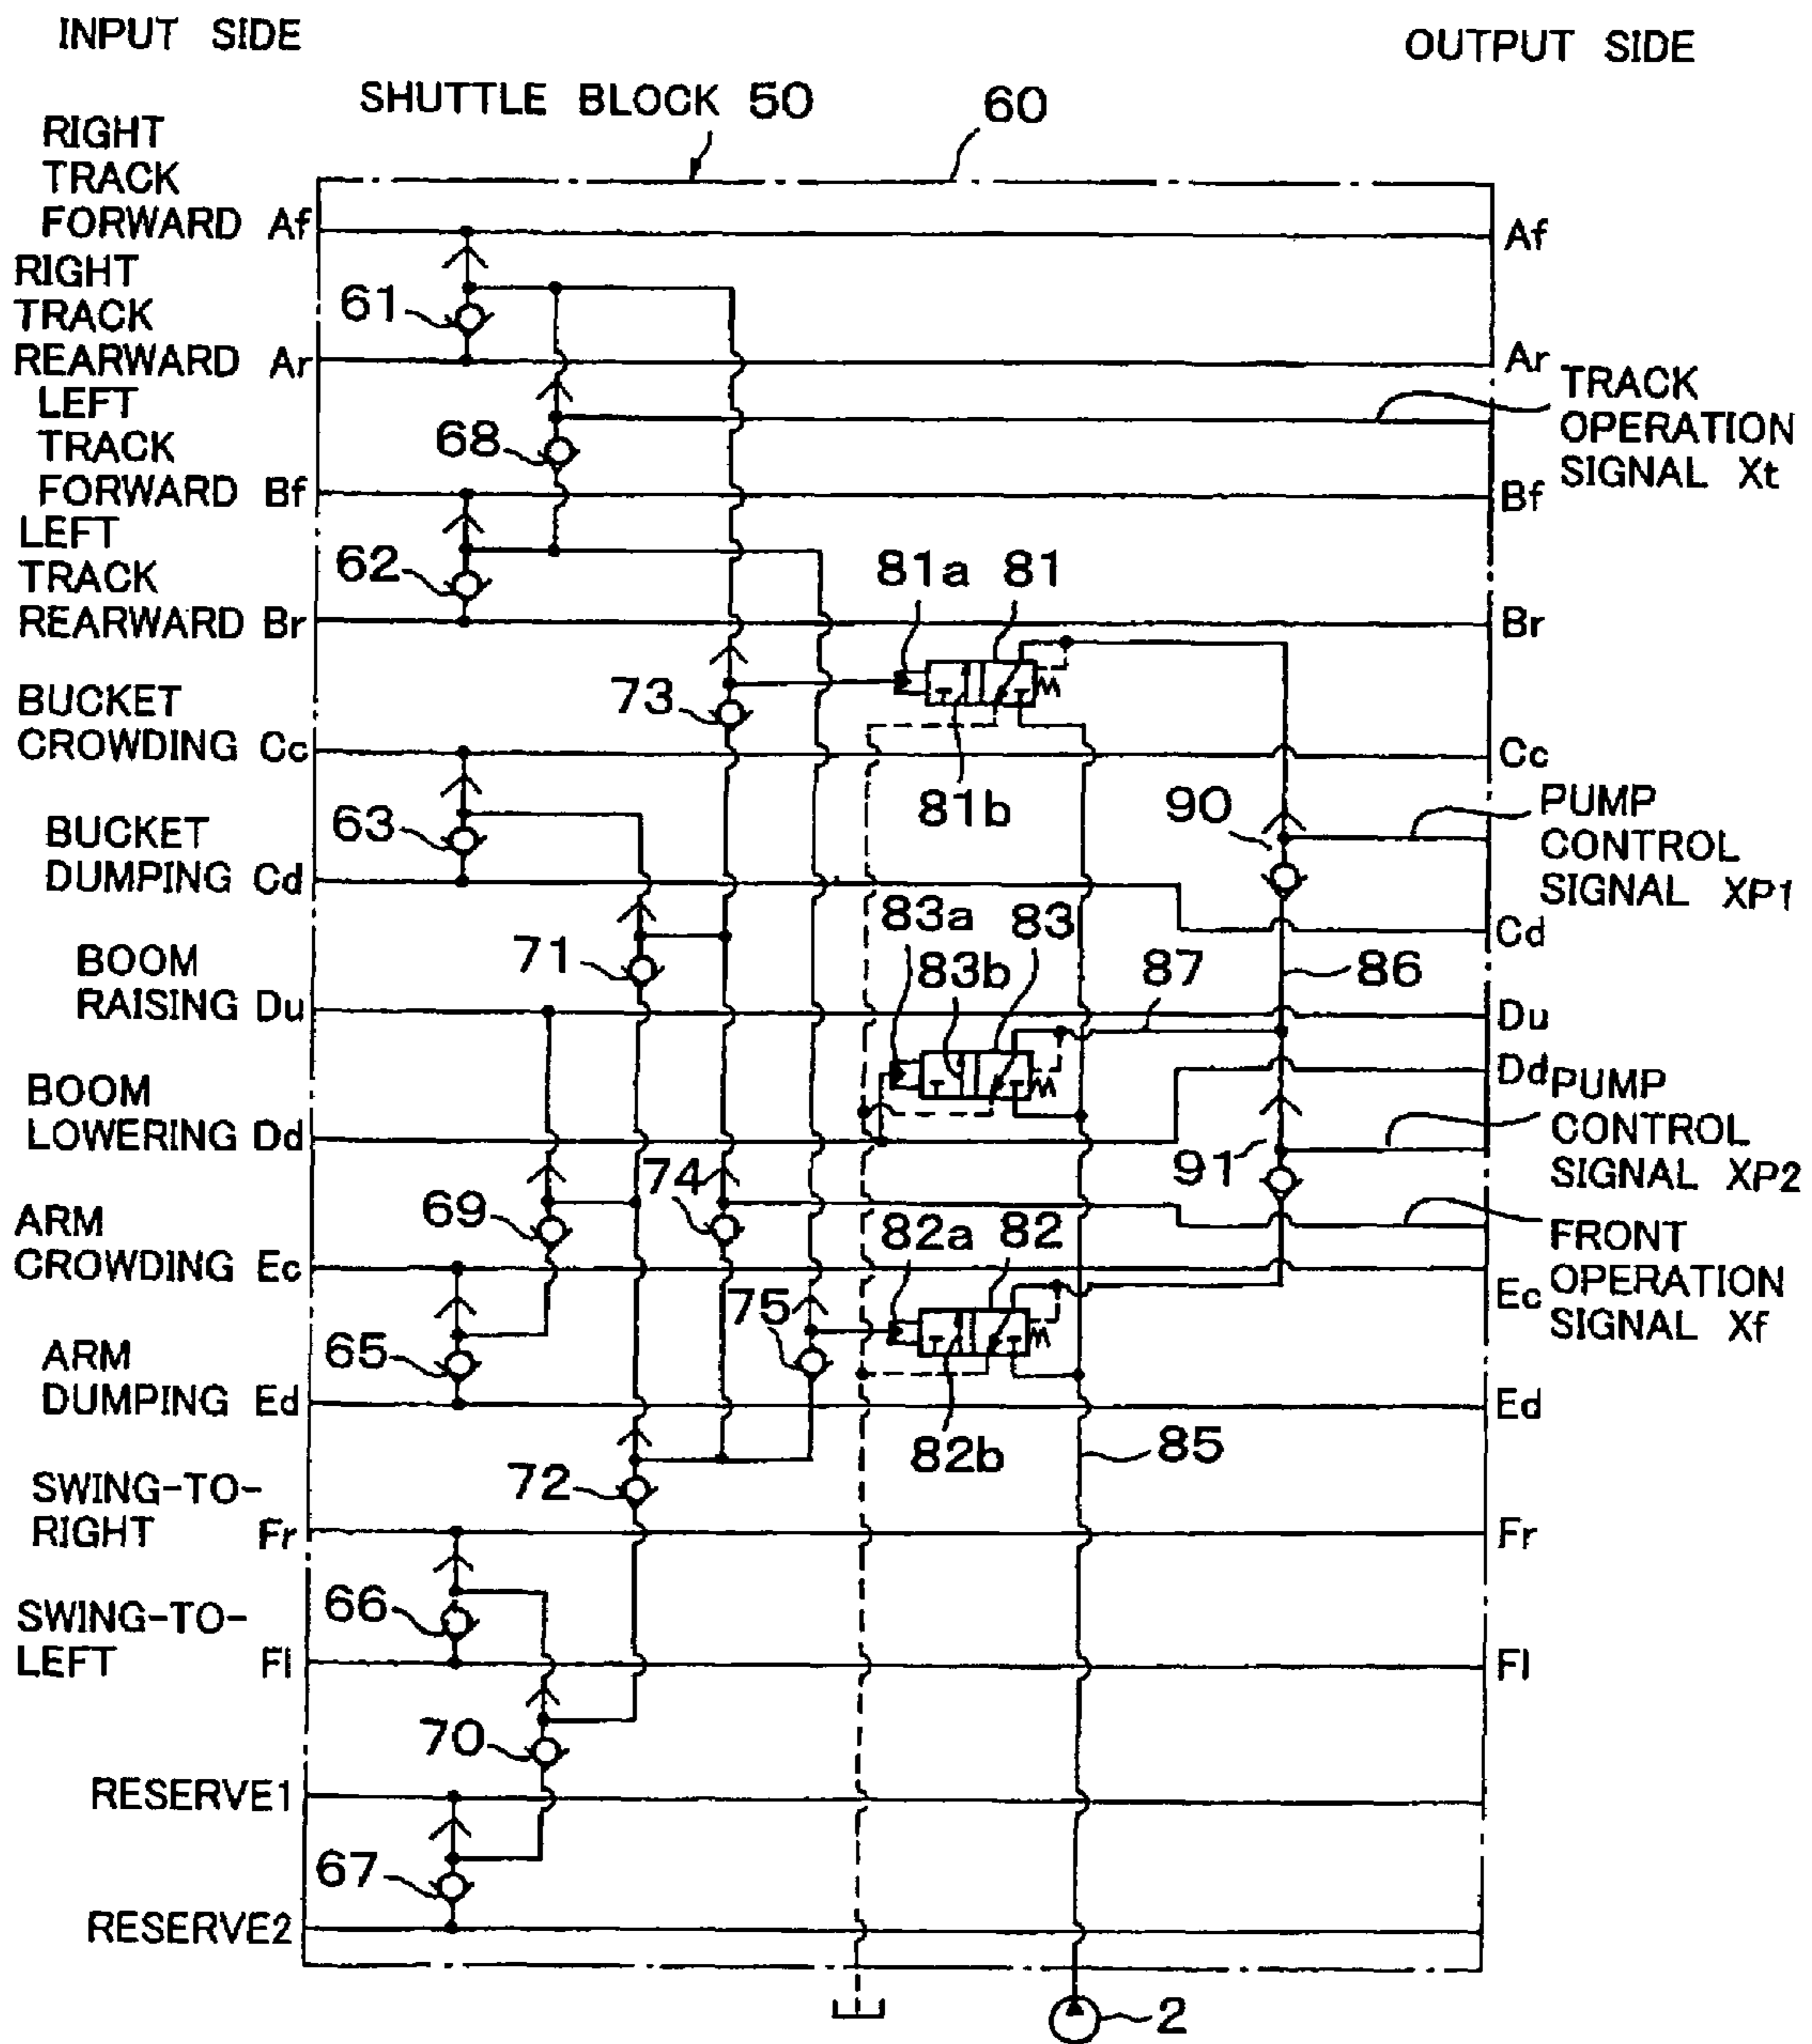 INPUT SIDE
OUTPUT SIDE
SHUTTLE BLOCK 50
60
RIGHT
TRACK
FORWARD Af
Af
RIGHT
TRACK
REARWARD Ar
61
Ar
TRACK
OPERATION
SIGNAL Xt
LEFT
TRACK
FORWARD Bf
68
Bf
LEFT
TRACK
REARWARD Br
62
81a
81
Br
73
BUCKET
CROWDING Cc
81b
Cc
BUCKET
DUMPING Cd
63
90
PUMP
CONTROL
SIGNAL XP1
Cd
BOOM
RAISING Du
71
83a
83
83b
87
86
Du
BOOM
LOWERING Dd
Dd
PUMP
CONTROL
SIGNAL XP2
91
ARM
CROWDING Ec
69
74
82a
82
Ec
FRONT
OPERATION
SIGNAL Xf
ARM
DUMPING Ed
65
75
82b
Ed
85
SWING-TO-
RIGHT Fr
72
Fr
SWING-TO-
LEFT Fl
66
Fl
70
RESERVE1
67
RESERVE2
2